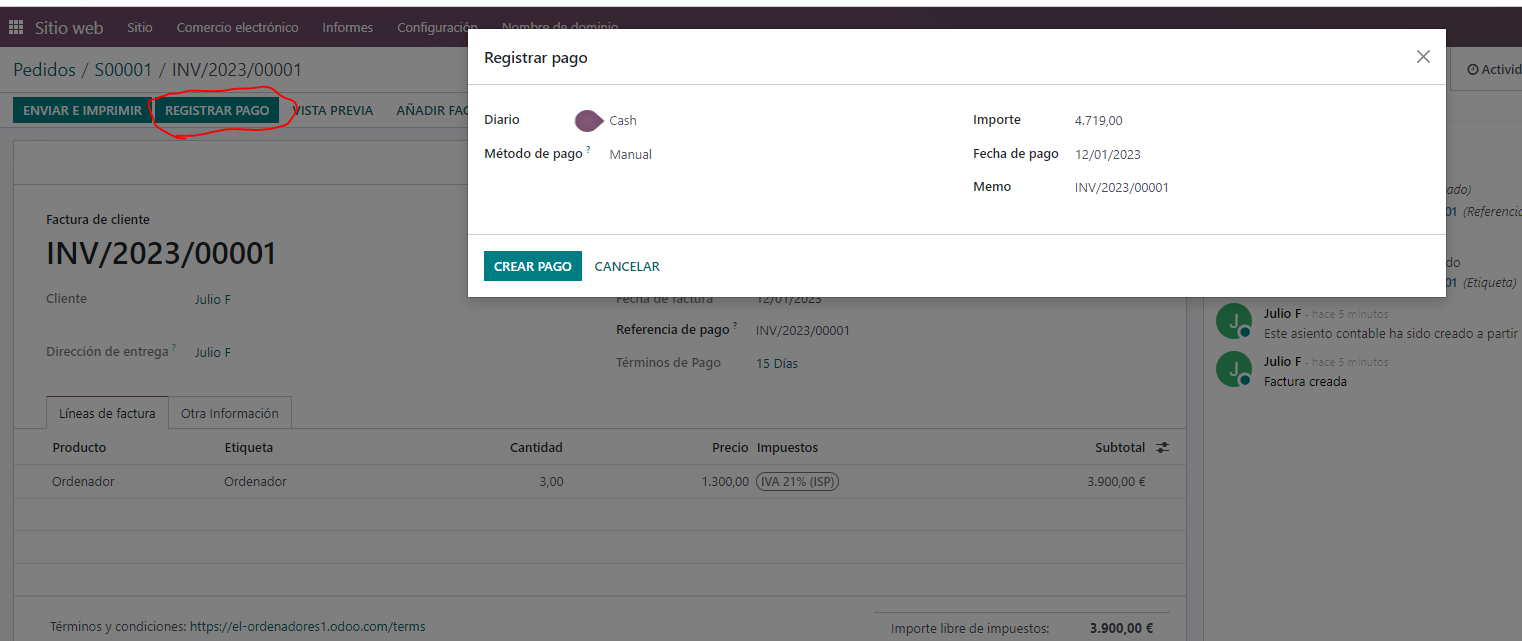 Sitio web Sitio Comercio electrónico Informes Configuración Nombre de dominio
Pedidos / S00001 / INV/2023/00001
Registrar pago
Activid
ENVIAR E IMPRIMIR REGISTRAR PAGO VISTA PREVIA AÑADIR FAC
Diario Cash Importe 4.719,00
Método de pago ? Manual Fecha de pago 12/01/2023
Memo INV/2023/00001
ado)
01 (Referencia
Factura de cliente
INV/2023/00001
CREAR PAGO CANCELAR
do
01 (Etiqueta)
Cliente Julio F Fecha de factura 12/01/2023
Julio F - hace 5 minutos
Este asiento contable ha sido creado a partir
Referencia de pago ? INV/2023/00001
Dirección de entrega ? Julio F
Términos de Pago 15 Días
J
J
Julio F - hace 5 minutos
Factura creada
Líneas de factura Otra Información
Producto Etiqueta Cantidad Precio Impuestos Subtotal
Ordenador Ordenador 3,00 1.300,00 IVA 21% (ISP) 3.900,00 €
Términos y condiciones: https://el-ordenadores1.odoo.com/terms
Importe libre de impuestos: 3.900,00 €